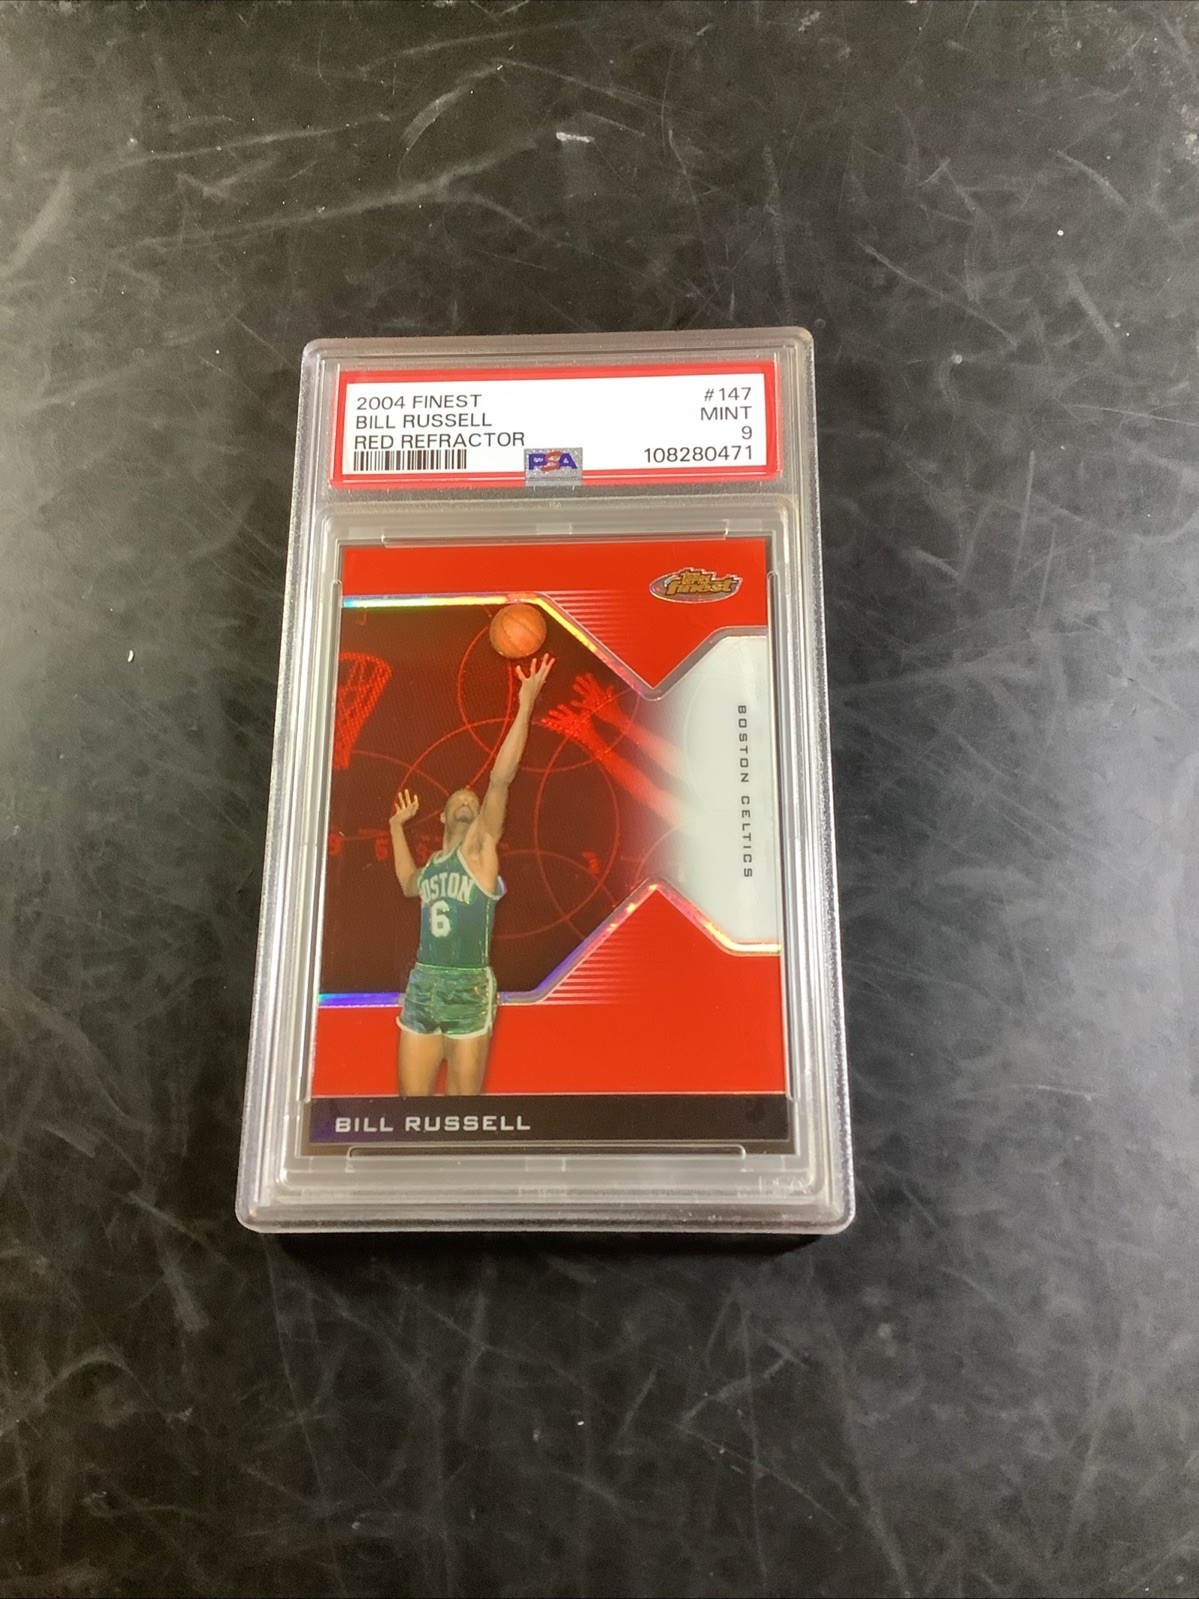 2004 FINEST
BILL RUSSELL
RED REFRACTOR
#147
MINT
9
108280471
PSA
Topps
Finest
BOSTON CELTICS
BOSTON
6
BILL RUSSELL